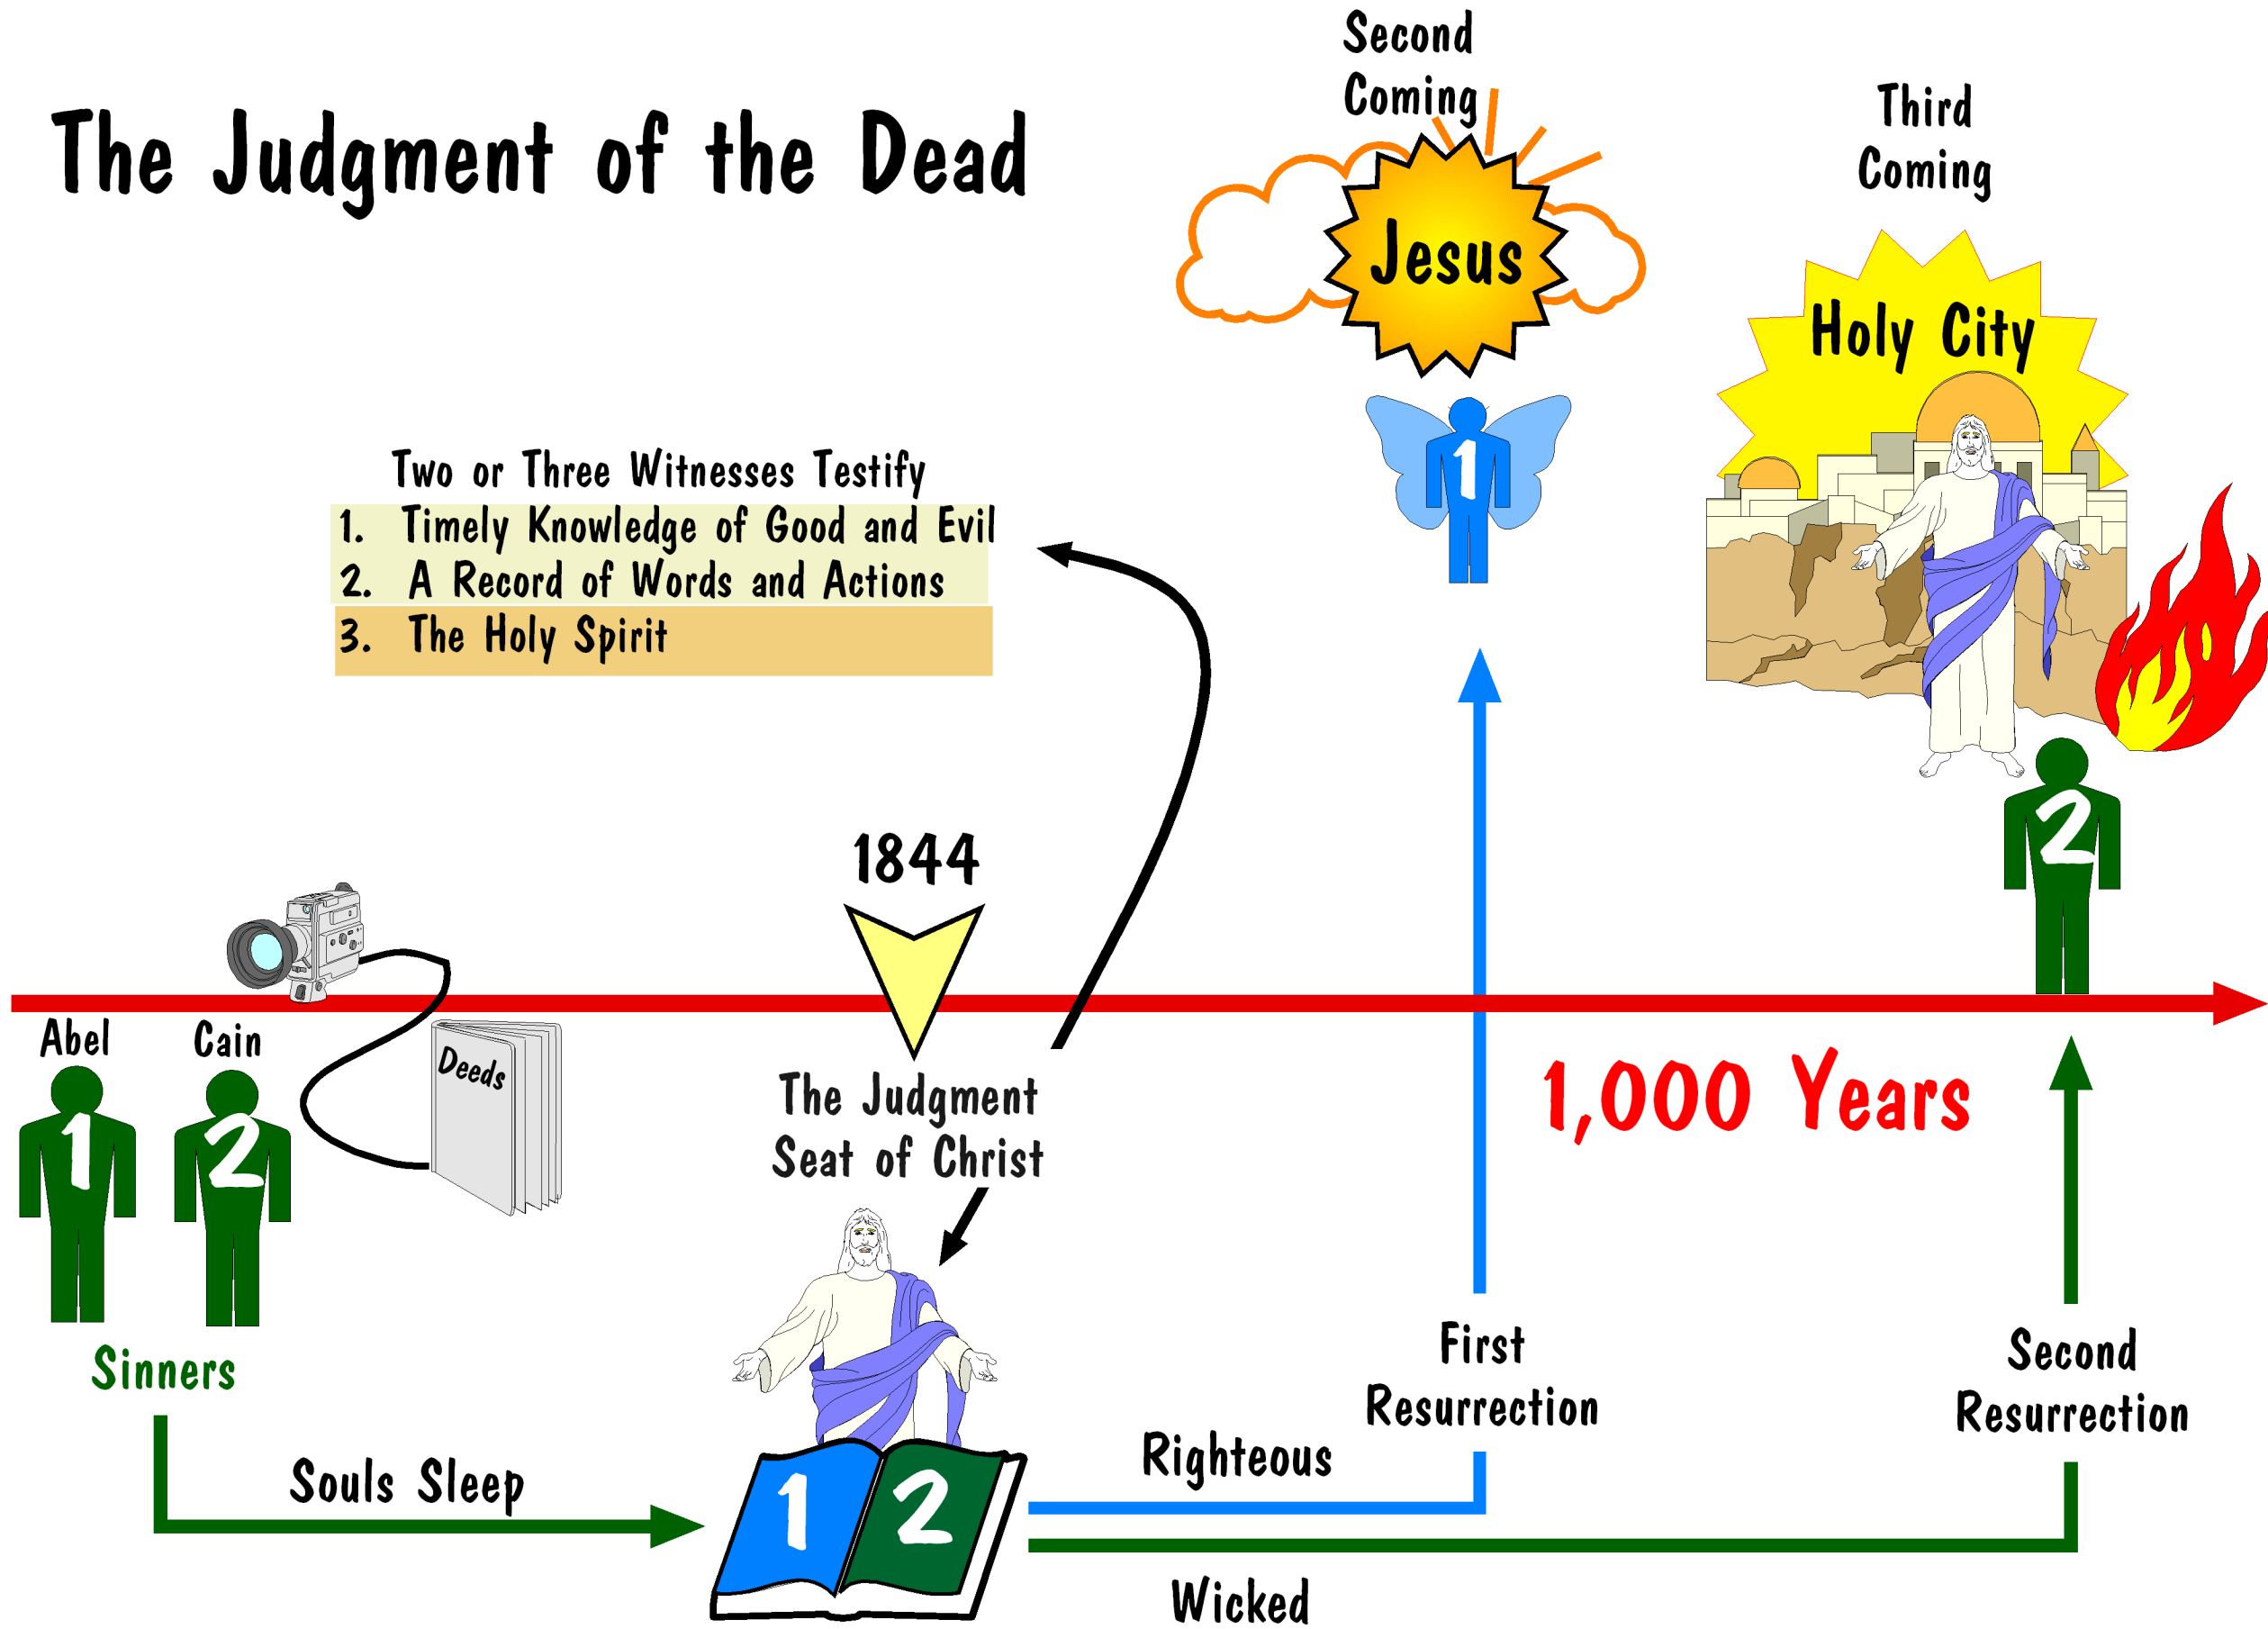 The Judgment of the Dead
Second
Coming
Jesus
1
Third
Coming
Holy City
2
Two or Three Witnesses Testify
1. Timely Knowledge of Good and Evil
2. A Record of Words and Actions
3. The Holy Spirit
1844
Abel
Cain
1
2
Deeds
Sinners
The Judgment
Seat of Christ
1,000 Years
Souls Sleep
1
2
Righteous
Wicked
First
Resurrection
Second
Resurrection